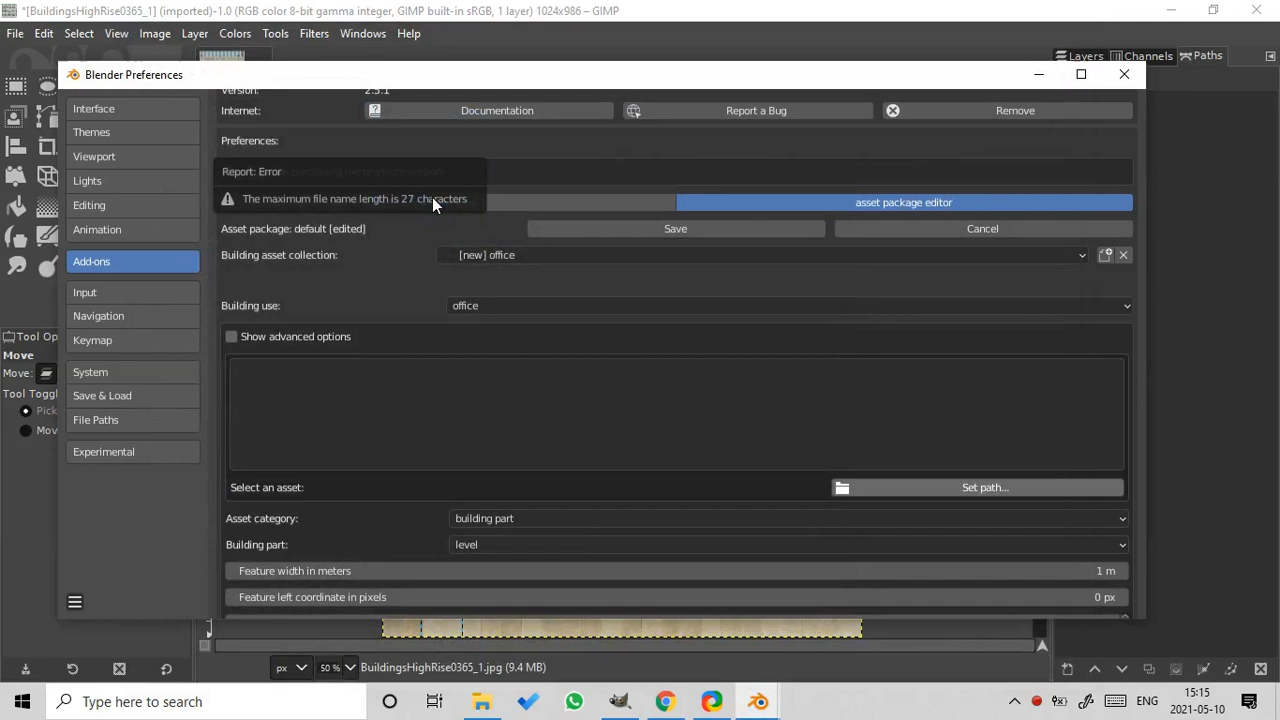 *[BuildingsHighRise0365_1] (imported)-1.0 (RGB color 8-bit gamma integer, GIMP built-in sRGB, 1 layer) 1024x986 – GIMP
File Edit Select View Image Layer Colors Tools Filters Windows Help
Layers Channels Paths
Blender Preferences
Interface
Themes
Viewport
Lights
Editing
Animation
Add-ons
Input
Navigation
Keymap
System
Save & Load
File Paths
Experimental
Version: 2.5.1
Internet: Documentation Report a Bug Remove
Preferences:
Report: Error
The maximum file name length is 27 characters
asset package editor
Asset package: default [edited] Save Cancel
Building asset collection: [new] office
Building use: office
Show advanced options
Select an asset: Set path...
Asset category: building part
Building part: level
Feature width in meters 1 m
Feature left coordinate in pixels 0 px
Tool Op
Move
Move:
Tool Toggl
Pick
Mov
px 50 % BuildingsHighRise0365_1.jpg (9.4 MB)
Type here to search
ENG
15:15
2021-05-10